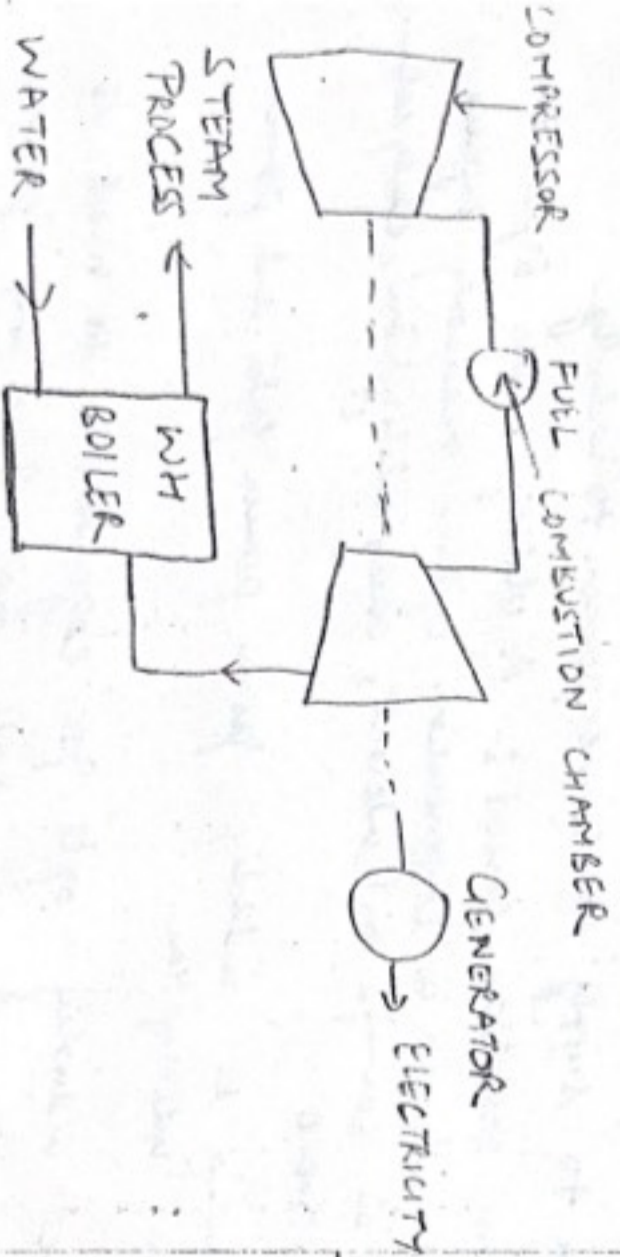 COMPRESSOR
FUEL COMBUSTION CHAMBER
GENERATOR
ELECTRICITY
STEAM
PROCESS
WH
BOILER
WATER